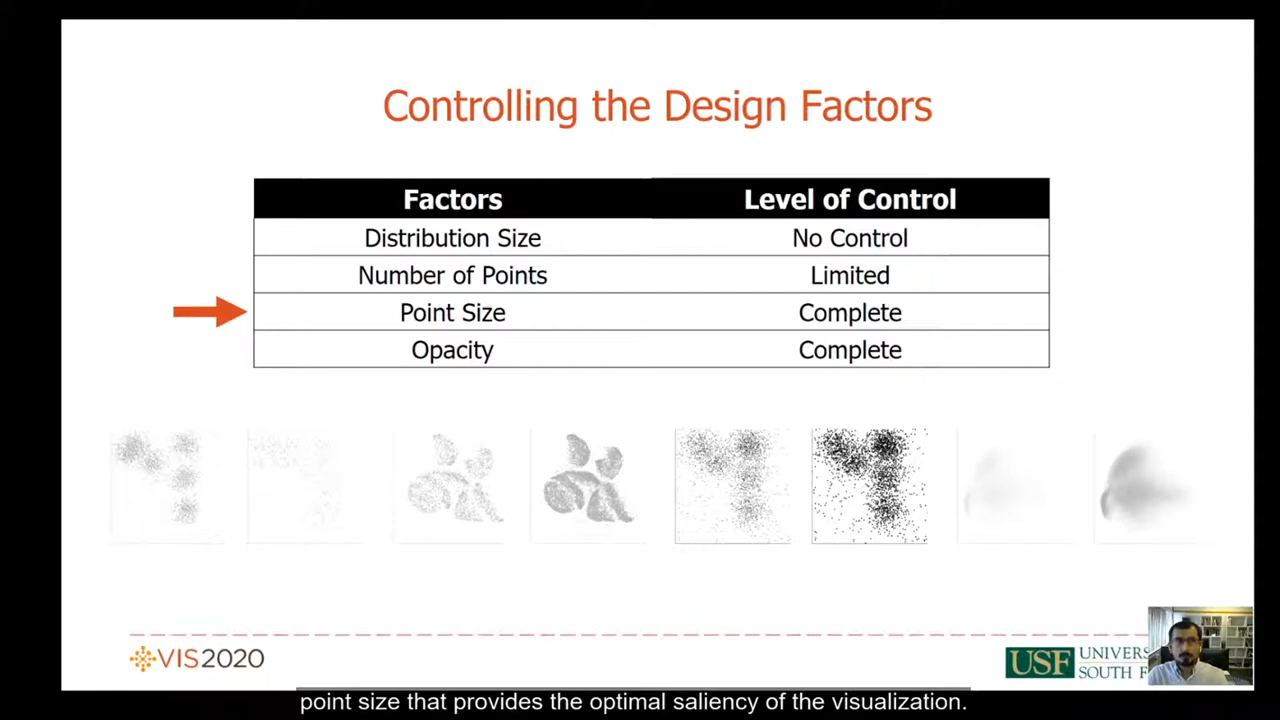 Controlling the Design Factors
Factors Level of Control
Distribution Size No Control
Number of Points Limited
Point Size Complete
Opacity Complete
VIS2020
USF
SOUTH
point size that provides the optimal saliency of the visualization.